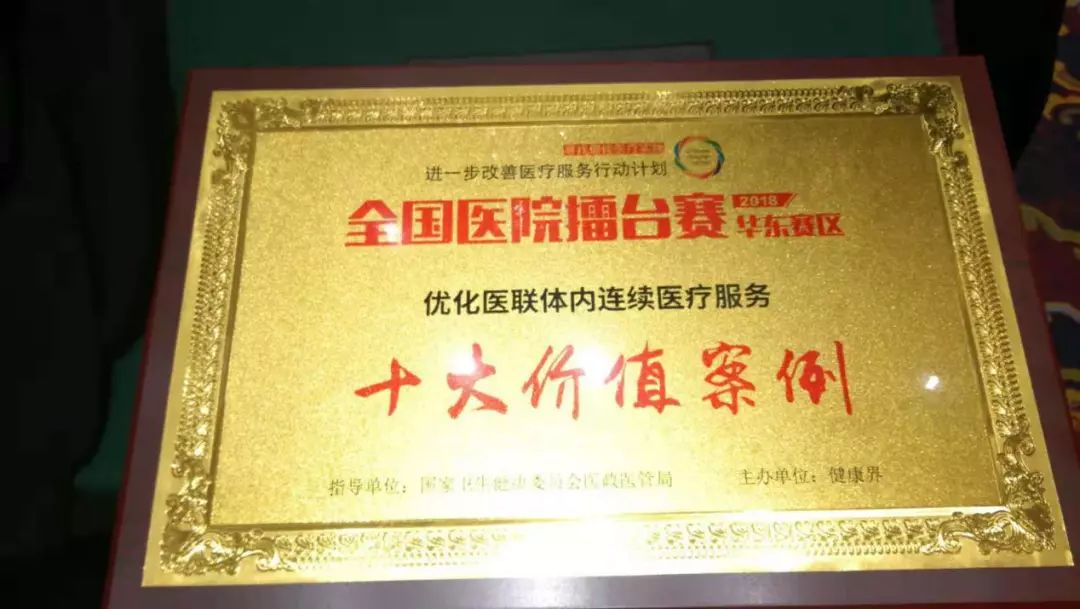 进一步改善医疗服务行动计划
全国医院擂台赛 2018 华东赛区
优化医联体内连续医疗服务
十大价值案例
指导单位：国家卫生健康委员会医政医管局 主办单位：健康界